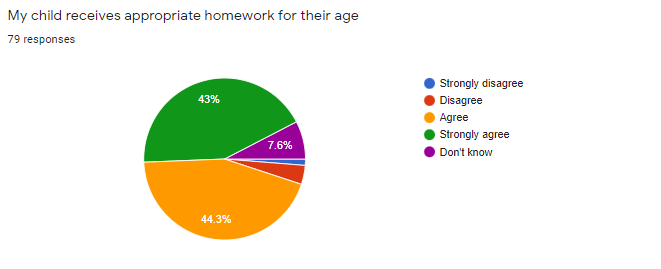 My child receives appropriate homework for their age
79 responses
43%
7.6%
44.3%
Strongly disagree
Disagree
Agree
Strongly agree
Don't know